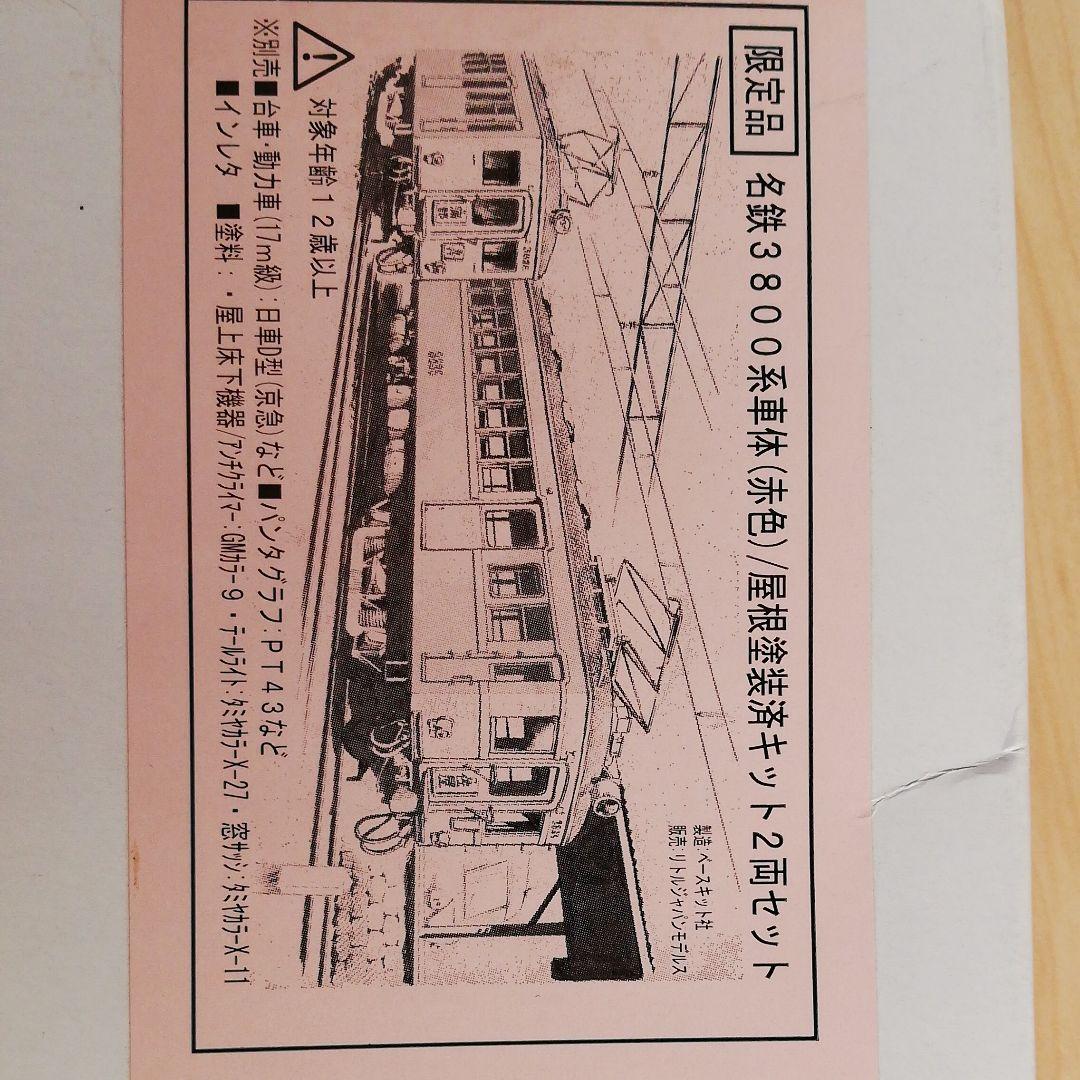 限定品 名鉄3800系車体(赤色)/屋根塗装済キット2両セット
製造 ベースキット社
販売:リトルジャパンモデルス
佐屋
対象年齢12歳以上
※別売■台車・動力車(17m級):日車D型(京急)など■パンタグラフ:PT43など
■インレタ ■塗料:・屋上床下機器/アンチクライマー:GMカラー9・テールライト:タミヤカラーX-27・窓サッシ:タミヤカラーX-11